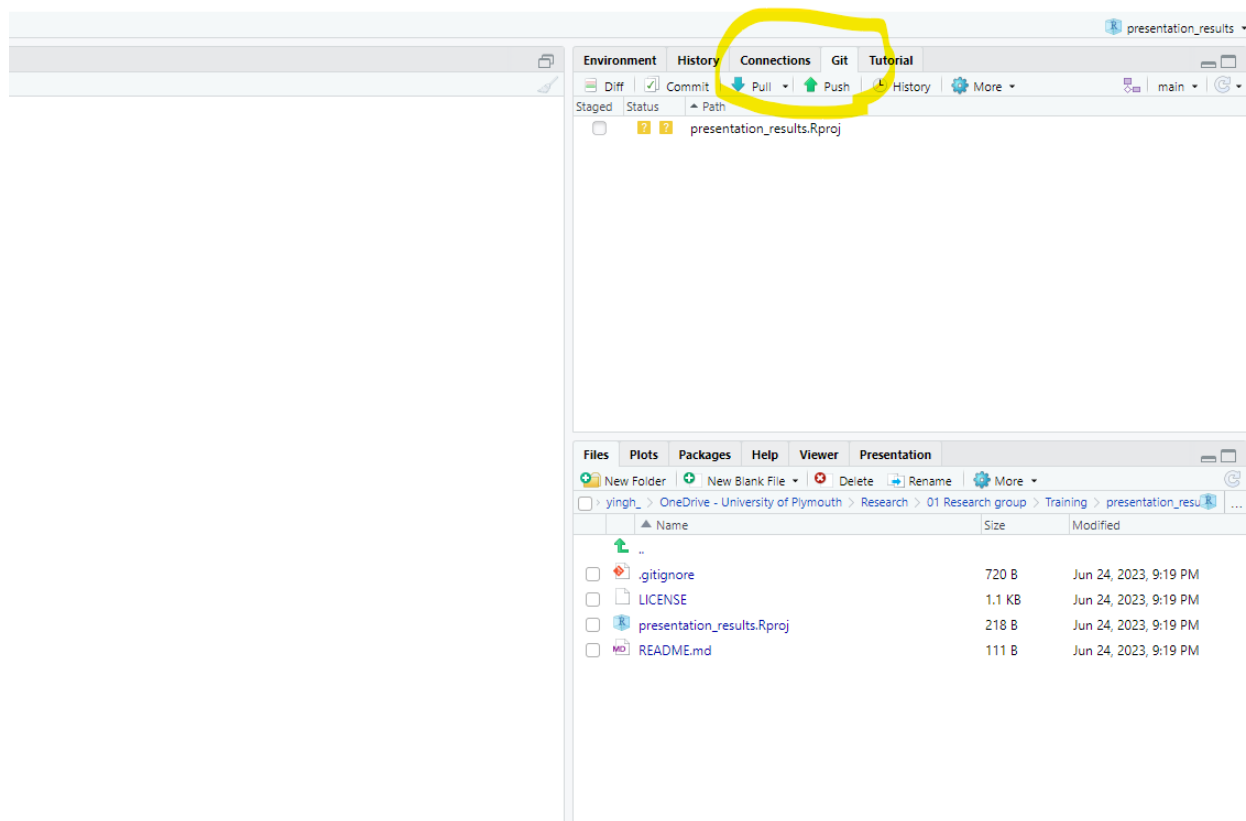 presentation_results
Environment History Connections Git Tutorial
Diff Commit Pull Push History More main
Staged Status Path
? ? presentation_results.Rproj
Files Plots Packages Help Viewer Presentation
New Folder New Blank File Delete Rename More
yingh_ > OneDrive - University of Plymouth > Research > 01 Research group > Training > presentation_resu ...
Name Size Modified
..
.gitignore 720 B Jun 24, 2023, 9:19 PM
LICENSE 1.1 KB Jun 24, 2023, 9:19 PM
presentation_results.Rproj 218 B Jun 24, 2023, 9:19 PM
MD README.md 111 B Jun 24, 2023, 9:19 PM